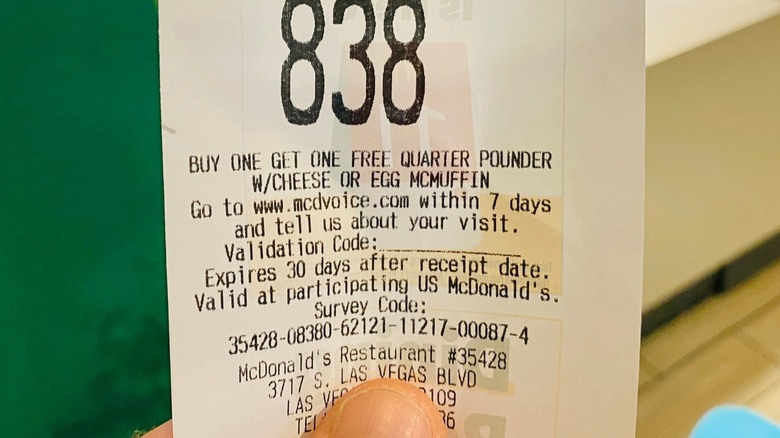 838
BUY ONE GET ONE FREE QUARTER POUNDER
W/CHEESE OR EGG MCMUFFIN
Go to www.mcdvoice.com within 7 days
and tell us about your visit.
Validation Code:______________
Expires 30 days after receipt date.
Valid at participating US McDonald's.
Survey Code:
35428-08380-62121-11217-00087-4
McDonald's Restaurant #35428
3717 S. LAS VEGAS BLVD
LAS